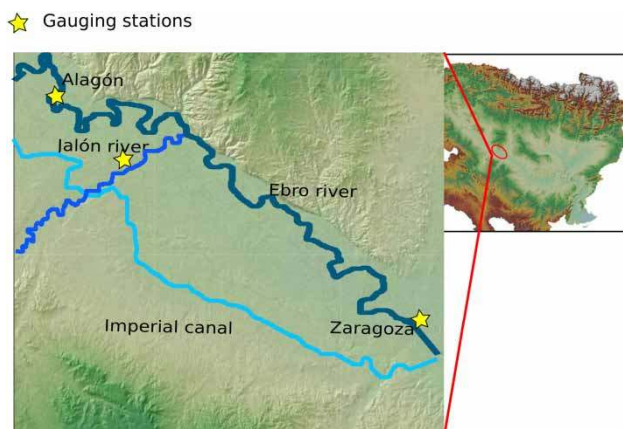 Gauging stations
Alagón
Jalón river
Ebro river
Imperial canal
Zaragoza